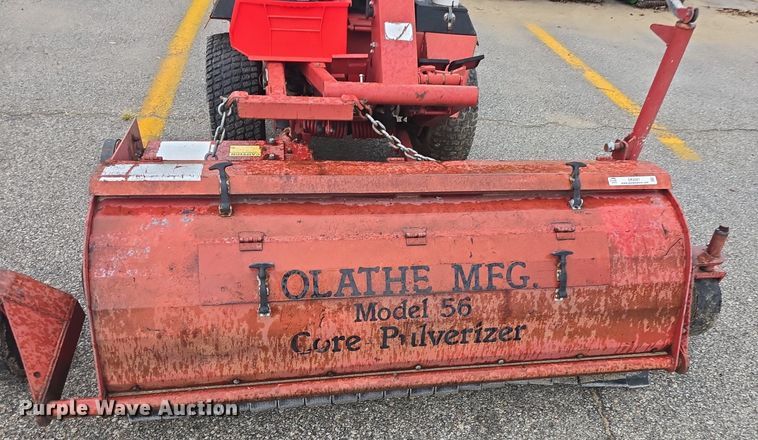 OLATHE MFG.
Model 56
Core Pulverizer
Purple Wave Auction